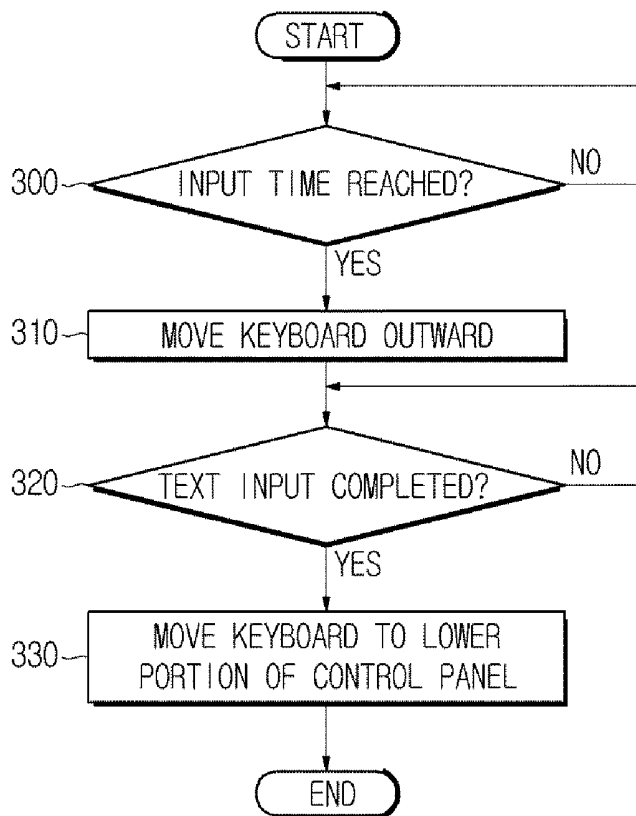 START
300
INPUT TIME REACHED?
NO
YES
310
MOVE KEYBOARD OUTWARD
320
TEXT INPUT COMPLETED?
NO
YES
330
MOVE KEYBOARD TO LOWER
PORTION OF CONTROL PANEL
END